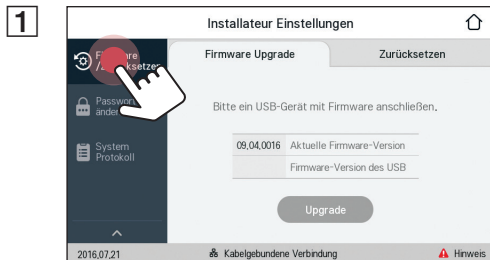 1
Installateur Einstellungen
Firmware Upgrade
Zurücksetzen
Bitte ein USB-Gerät mit Firmware anschließen.
09.04.0016 Aktuelle Firmware-Version
Firmware-Version des USB
Upgrade
System
Protokoll
2016.07.21
Kabelgebundene Verbindung
Hinweis